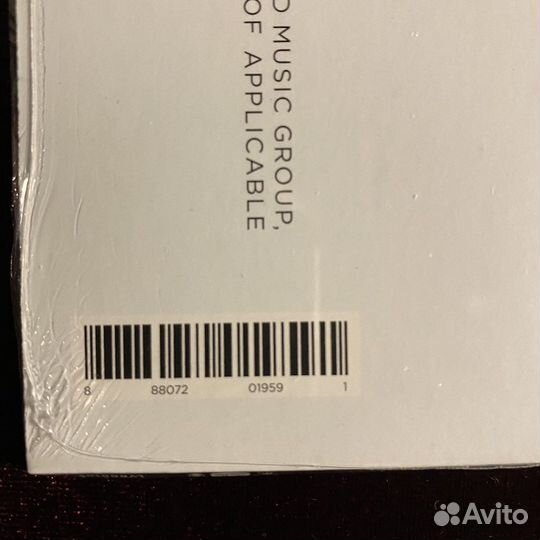 D MUSIC GROUP,
OF APPLICABLE
8 88072 01959 1
Avito